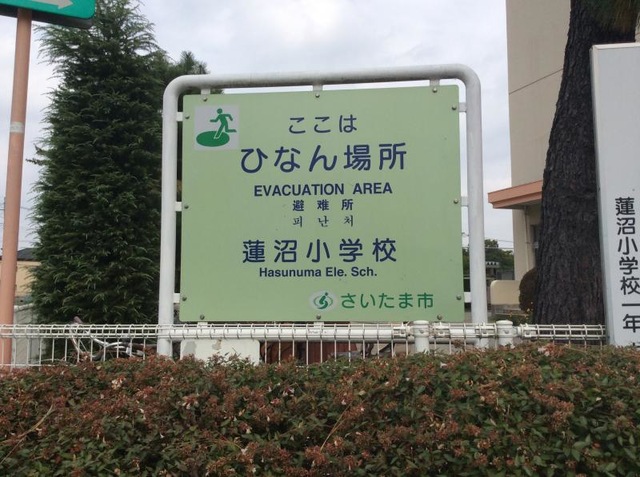 ここは
ひなん場所
EVACUATION AREA
避難所
피난처
蓮沼小学校
Hasunuma Ele. Sch.
さいたま市
蓮沼小学校一年